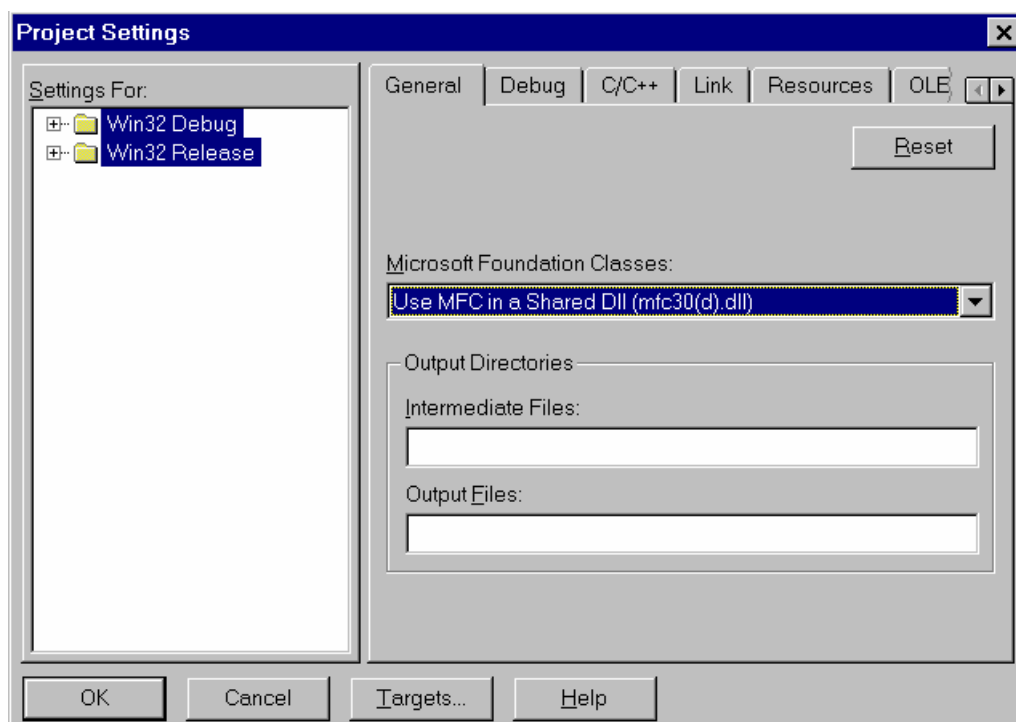 Project Settings
Settings For:
Win32 Debug
Win32 Release
General Debug C/C++ Link Resources OLE
Reset
Microsoft Foundation Classes:
Use MFC in a Shared Dll (mfc30(d).dll)
Output Directories
Intermediate Files:
Output Files:
OK Cancel Targets... Help